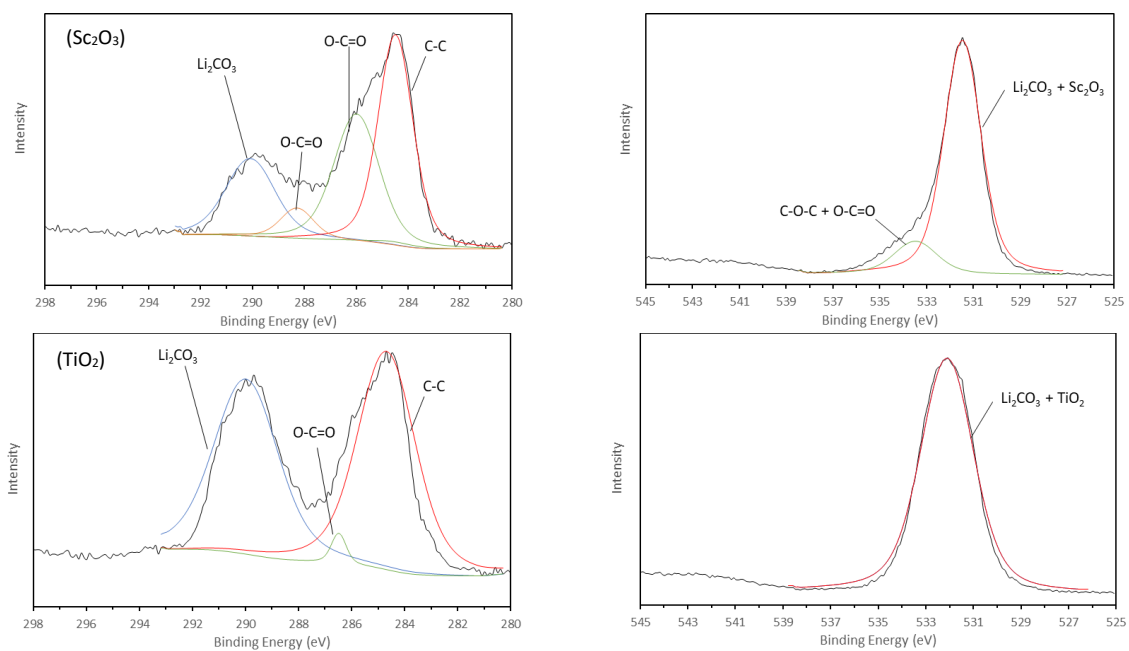 (Sc₂O₃)
O-C=O
C-C
Li₂CO₃
O-C=O
Intensity
298 296 294 292 290 288 286 284 282 280
Binding Energy (eV)
Li₂CO₃ + Sc₂O₃
C-O-C + O-C=O
Intensity
545 543 541 539 537 535 533 531 529 527 525
Binding Energy (eV)
(TiO₂)
Li₂CO₃
C-C
O-C=O
Intensity
298 296 294 292 290 288 286 284 282 280
Binding Energy (eV)
Li₂CO₃ + TiO₂
Intensity
545 543 541 539 537 535 533 531 529 527 525
Binding Energy (eV)